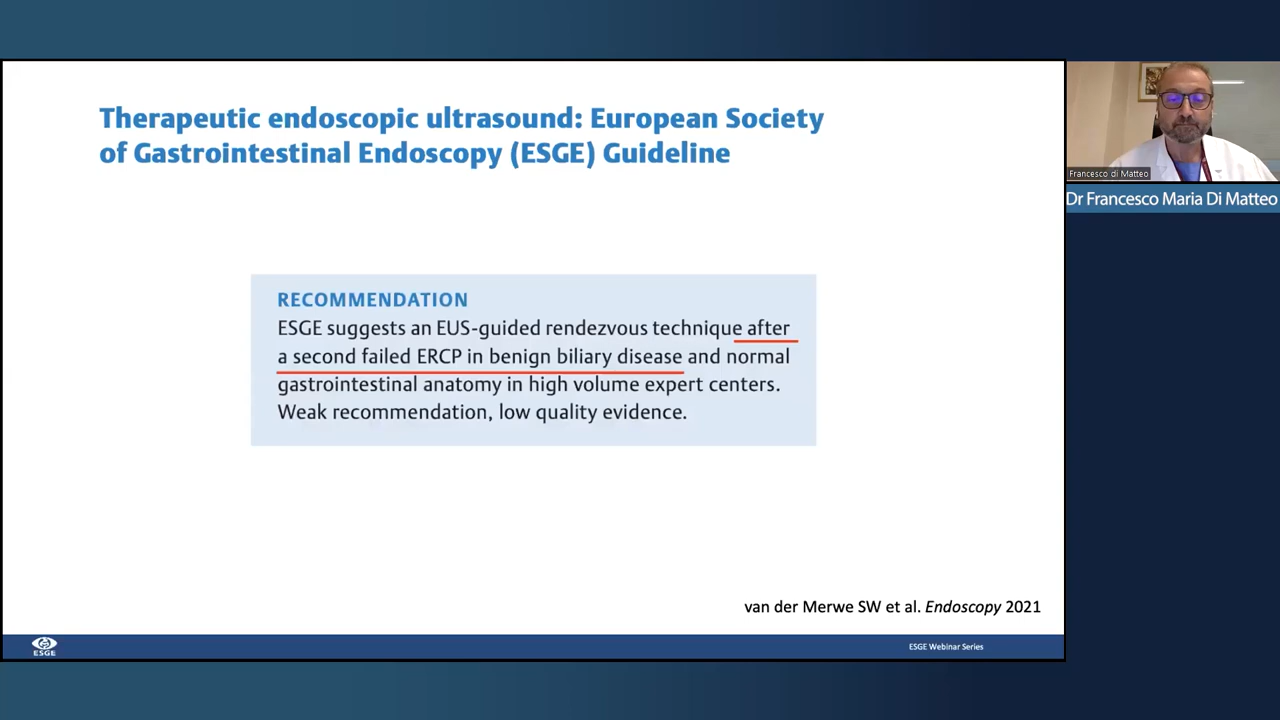 Therapeutic endoscopic ultrasound: European Society
of Gastrointestinal Endoscopy (ESGE) Guideline
RECOMMENDATION
ESGE suggests an EUS-guided rendezvous technique after
a second failed ERCP in benign biliary disease and normal
gastrointestinal anatomy in high volume expert centers.
Weak recommendation, low quality evidence.
van der Merwe SW et al. Endoscopy 2021
ESGE
ESGE Webinar Series
Francesco di Matteo
Dr Francesco Maria Di Matteo